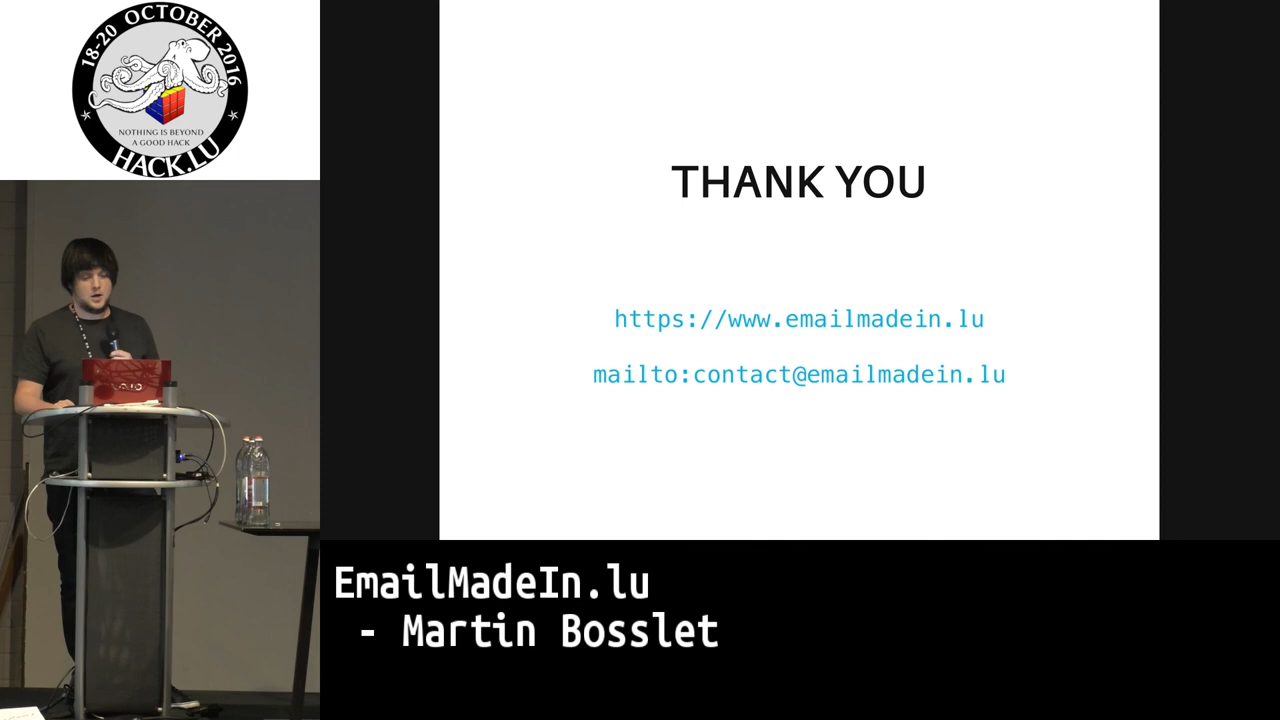 18-20 OCTOBER 2016
NOTHING IS BEYOND
A GOOD HACK
HACK.LU
THANK YOU
https://www.emailmadein.lu
mailto:contact@emailmadein.lu
VAIO
EmailMadeIn.lu
- Martin Bosslet